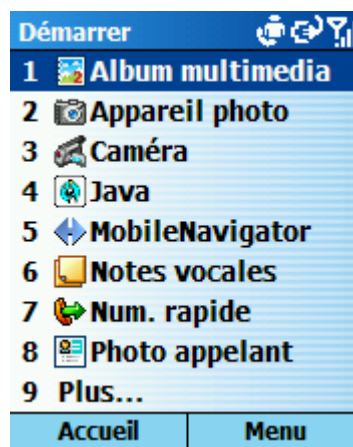 Démarrer
1 Album multimedia
2 Appareil photo
3 Caméra
4 Java
5 MobileNavigator
6 Notes vocales
7 Num. rapide
8 Photo appelant
9 Plus...
Accueil Menu